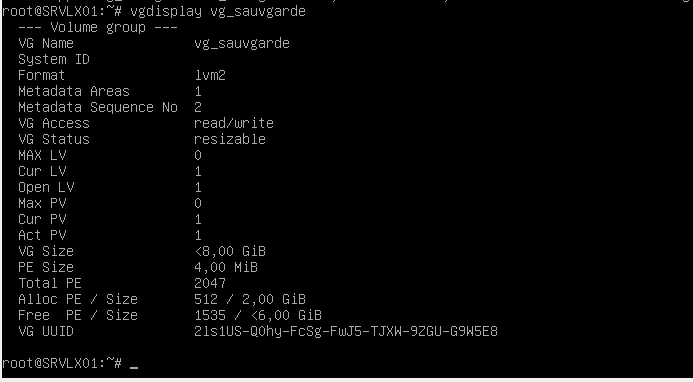 root@SRVLX01:~# vgdisplay vg_sauvgarde
--- Volume group ---
VG Name vg_sauvgarde
System ID
Format lvm2
Metadata Areas 1
Metadata Sequence No 2
VG Access read/write
VG Status resizable
MAX LV 0
Cur LV 1
Open LV 1
Max PV 0
Cur PV 1
Act PV 1
VG Size <8,00 GiB
PE Size 4,00 MiB
Total PE 2047
Alloc PE / Size 512 / 2,00 GiB
Free PE / Size 1535 / <6,00 GiB
VG UUID 2ls1US-Q0hy-FcSg-FwJ5-TJXW-9ZGU-G9W5E8
root@SRVLX01:~# _